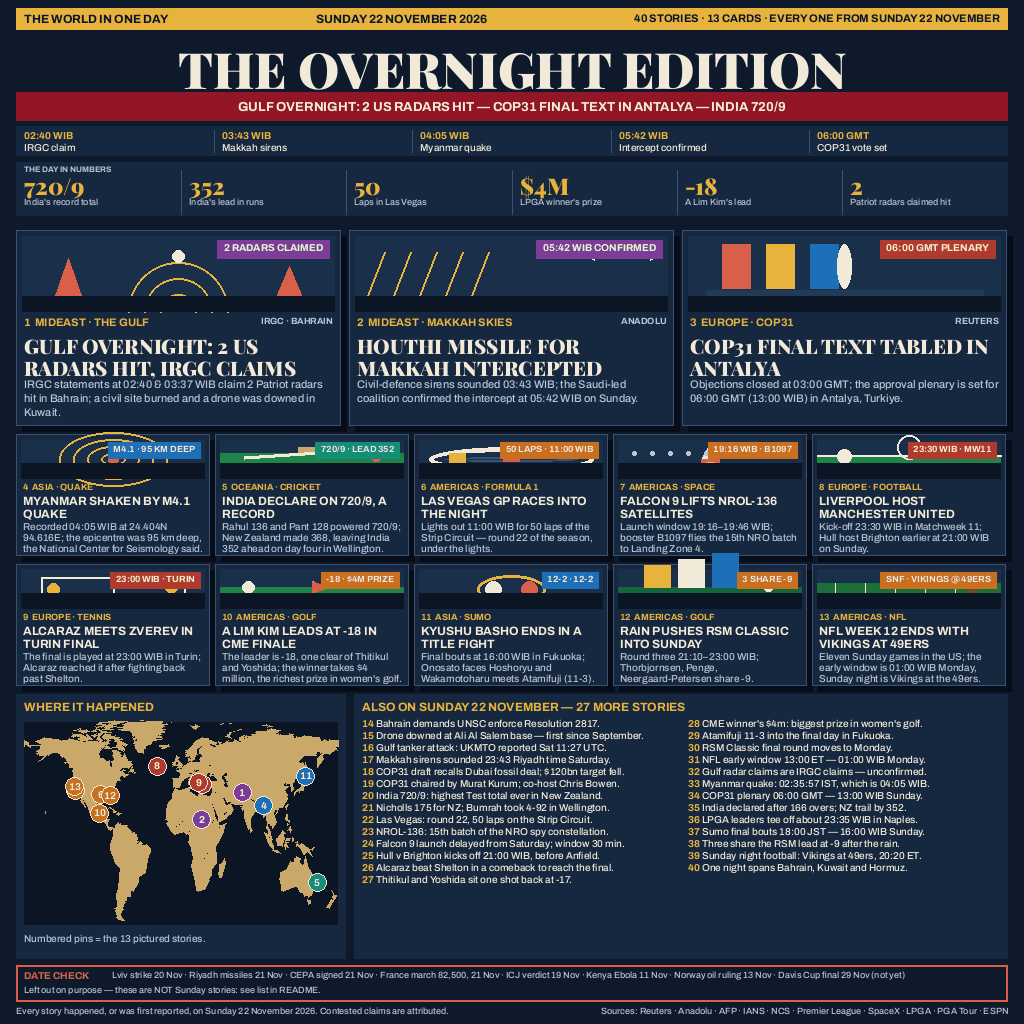 THE WORLD IN ONE DAY
SUNDAY 22 NOVEMBER 2026
40 STORIES · 13 CARDS · EVERY ONE FROM SUNDAY 22 NOVEMBER
THE OVERNIGHT EDITION
GULF OVERNIGHT: 2 US RADARS HIT — COP31 FINAL TEXT IN ANTALYA — INDIA 720/9
02:40 WIB
IRGC claim
03:43 WIB
Makkah sirens
04:05 WIB
Myanmar quake
05:42 WIB
Intercept confirmed
06:00 GMT
COP31 vote set
THE DAY IN NUMBERS
720/9
India's record total
352
India's lead in runs
50
Laps in Las Vegas
$4M
LPGA winner's prize
-18
A Lim Kim's lead
2
Patriot radars claimed hit
2 RADARS CLAIMED
1 MIDEAST · THE GULF
IRGC · BAHRAIN
GULF OVERNIGHT: 2 US
RADARS HIT, IRGC CLAIMS
IRGC statements at 02:40 & 03:37 WIB claim 2 Patriot radars
hit in Bahrain; a civil site burned and a drone was downed in
Kuwait.
05:42 WIB CONFIRMED
2 MIDEAST · MAKKAH SKIES
ANADOLU
HOUTHI MISSILE FOR
MAKKAH INTERCEPTED
Civil-defence sirens sounded 03:43 WIB; the Saudi-led
coalition confirmed the intercept at 05:42 WIB on Sunday.
06:00 GMT PLENARY
3 EUROPE · COP31
REUTERS
COP31 FINAL TEXT TABLED IN
ANTALYA
Objections closed at 03:00 GMT; the approval plenary is set for
06:00 GMT (13:00 WIB) in Antalya, Turkiye.
M4.1 · 95 KM DEEP
4 ASIA · QUAKE
MYANMAR SHAKEN BY M4.1
QUAKE
Recorded 04:05 WIB at 24.404N
94.616E; the epicentre was 95 km deep,
the National Center for Seismology said.
720/9 · LEAD 352
5 OCEANIA · CRICKET
INDIA DECLARE ON 720/9, A
RECORD
Rahul 136 and Pant 128 powered 720/9;
New Zealand made 368, leaving India
352 ahead on day four in Wellington.
50 LAPS · 11:00 WIB
6 AMERICAS · FORMULA 1
LAS VEGAS GP RACES INTO
THE NIGHT
Lights out 11:00 WIB for 50 laps of the
Strip Circuit — round 22 of the season,
under the lights.
19:16 WIB · B1097
7 AMERICAS · SPACE
FALCON 9 LIFTS NROL-136
SATELLITES
Launch window 19:16–19:46 WIB;
booster B1097 flies the 15th NRO batch
to Landing Zone 4.
23:30 WIB · MW11
8 EUROPE · FOOTBALL
LIVERPOOL HOST
MANCHESTER UNITED
Kick-off 23:30 WIB in Matchweek 11;
Hull host Brighton earlier at 21:00 WIB
on Sunday.
23:00 WIB · TURIN
9 EUROPE · TENNIS
ALCARAZ MEETS ZVEREV IN
TURIN FINAL
The final is played at 23:00 WIB in Turin;
Alcaraz reached it after fighting back
past Shelton.
-18 · $4M PRIZE
10 AMERICAS · GOLF
A LIM KIM LEADS AT -18 IN
CME FINALE
The leader is -18, one clear of Thitikul
and Yoshida; the winner takes $4
million, the richest prize in women's golf.
12-2 · 12-2
11 ASIA · SUMO
KYUSHU BASHO ENDS IN A
TITLE FIGHT
Final bouts at 16:00 WIB in Fukuoka;
Onosato faces Hoshoryu and
Wakamotoharu meets Atamifuji (11-3).
3 SHARE -9
12 AMERICAS · GOLF
RAIN PUSHES RSM CLASSIC
INTO SUNDAY
Round three 21:10–23:00 WIB;
Thorbjornsen, Penge,
Neergaard-Petersen share -9.
SNF · VIKINGS @ 49ERS
13 AMERICAS · NFL
NFL WEEK 12 ENDS WITH
VIKINGS AT 49ERS
Eleven Sunday games in the US; the
early window is 01:00 WIB Monday,
Sunday night is Vikings at the 49ers.
WHERE IT HAPPENED
8
13
9
11
1
6
12
4
10
2
5
Numbered pins = the 13 pictured stories.
ALSO ON SUNDAY 22 NOVEMBER — 27 MORE STORIES
14 Bahrain demands UNSC enforce Resolution 2817.
15 Drone downed at Ali Al Salem base — first since September.
16 Gulf tanker attack: UKMTO reported Sat 11:27 UTC.
17 Makkah sirens sounded 23:43 Riyadh time Saturday.
18 COP31 draft recalls Dubai fossil deal; $120bn target fell.
19 COP31 chaired by Murat Kurum; co-host Chris Bowen.
20 India 720/9: highest Test total ever in New Zealand.
21 Nicholls 175 for NZ; Bumrah took 4-92 in Wellington.
22 Las Vegas: round 22, 50 laps on the Strip Circuit.
23 NROL-136: 15th batch of the NRO spy constellation.
24 Falcon 9 launch delayed from Saturday; window 30 min.
25 Hull v Brighton kicks off 21:00 WIB, before Anfield.
26 Alcaraz beat Shelton in a comeback to reach the final.
27 Thitikul and Yoshida sit one shot back at -17.
28 CME winner's $4m: biggest prize in women's golf.
29 Atamifuji 11-3 into the final day in Fukuoka.
30 RSM Classic final round moves to Monday.
31 NFL early window 13:00 ET — 01:00 WIB Monday.
32 Gulf radar claims are IRGC claims — unconfirmed.
33 Myanmar quake: 02:35:57 IST, which is 04:05 WIB.
34 COP31 plenary 06:00 GMT — 13:00 WIB Sunday.
35 India declared after 166 overs; NZ trail by 352.
36 LPGA leaders tee off about 23:35 WIB in Naples.
37 Sumo final bouts 18:00 JST — 16:00 WIB Sunday.
38 Three share the RSM lead at -9 after the rain.
39 Sunday night football: Vikings at 49ers, 20:20 ET.
40 One night spans Bahrain, Kuwait and Hormuz.
DATE CHECK
Lviv strike 20 Nov · Riyadh missiles 21 Nov · CEPA signed 21 Nov · France march 82,500, 21 Nov · ICJ verdict 19 Nov · Kenya Ebola 11 Nov · Norway oil ruling 13 Nov · Davis Cup final 29 Nov (not yet)
Left out on purpose — these are NOT Sunday stories: see list in README.
Every story happened, or was first reported, on Sunday 22 November 2026. Contested claims are attributed.
Sources: Reuters · Anadolu · AFP · IANS · NCS · Premier League · SpaceX · LPGA · PGA Tour · ESPN